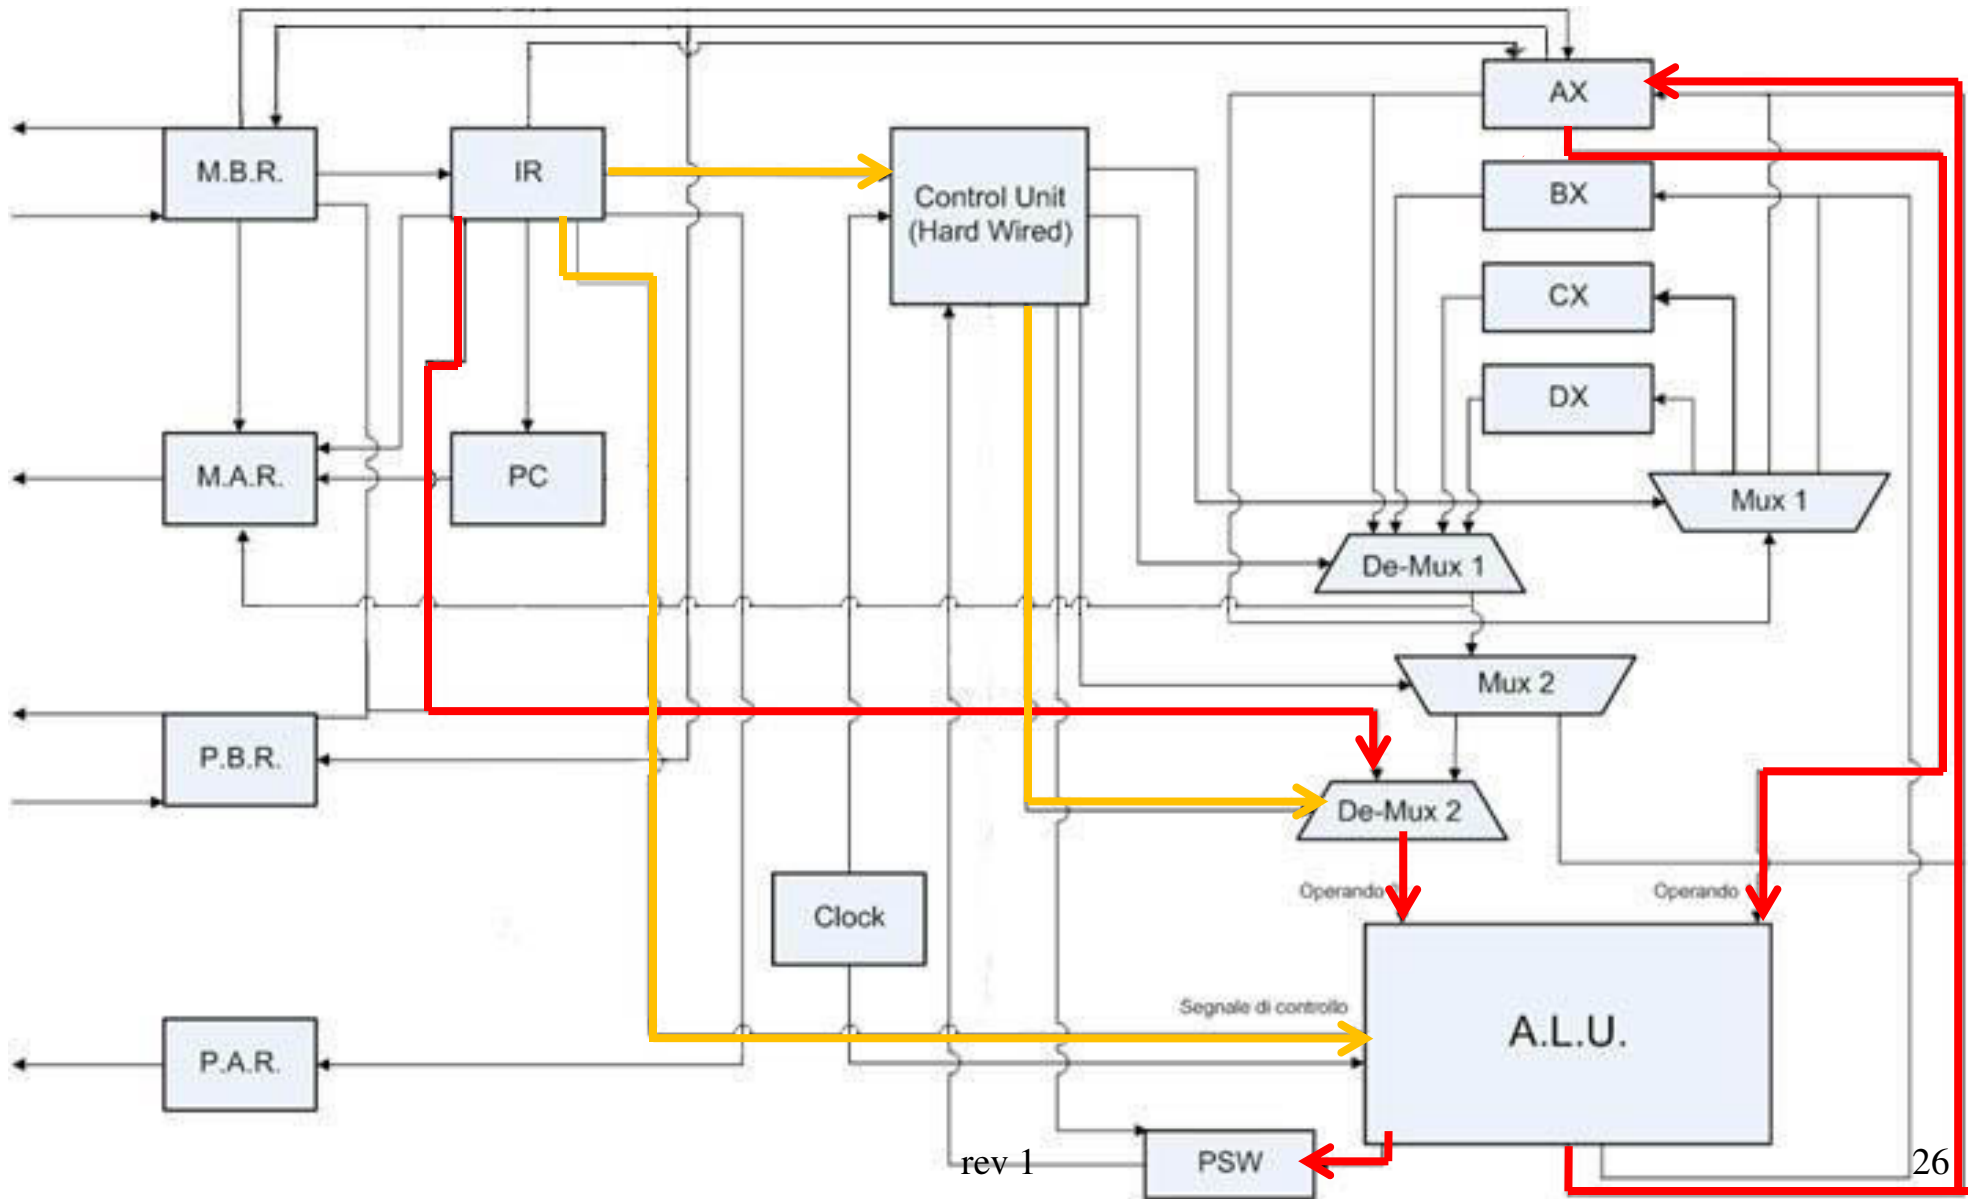 AX
M.B.R.
IR
Control Unit
(Hard Wired)
BX
CX
DX
M.A.R.
PC
Mux 1
De-Mux 1
Mux 2
P.B.R.
De-Mux 2
Operando
Operando
Clock
Segnale di controllo
A.L.U.
P.A.R.
rev 1
PSW
26